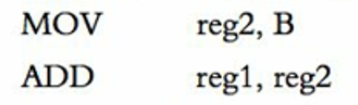 MOV reg2, B
ADD reg1, reg2